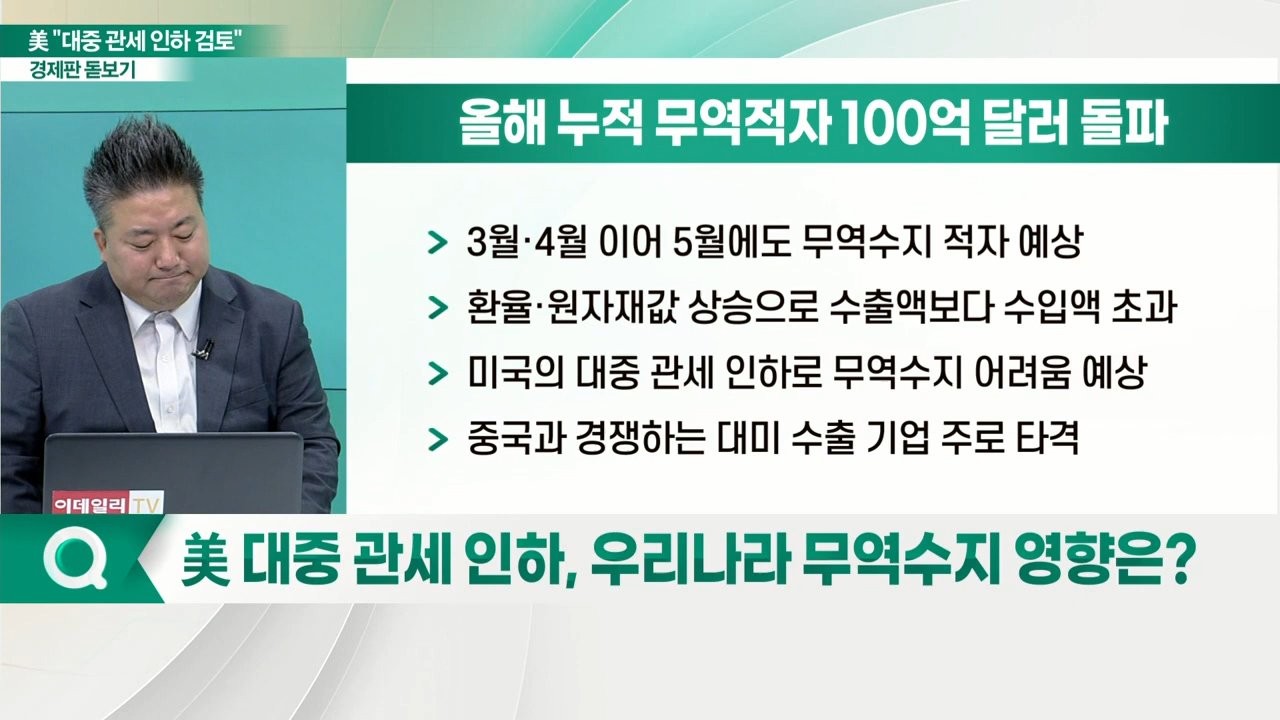 美 "대중 관세 인하 검토"
경제판 돋보기
올해 누적 무역적자 100억 달러 돌파
> 3월·4월 이어 5월에도 무역수지 적자 예상
> 환율·원자재값 상승으로 수출액보다 수입액 초과
> 미국의 대중 관세 인하로 무역수지 어려움 예상
> 중국과 경쟁하는 대미 수출 기업 주로 타격
이데일리 TV
Q 美 대중 관세 인하, 우리나라 무역수지 영향은?